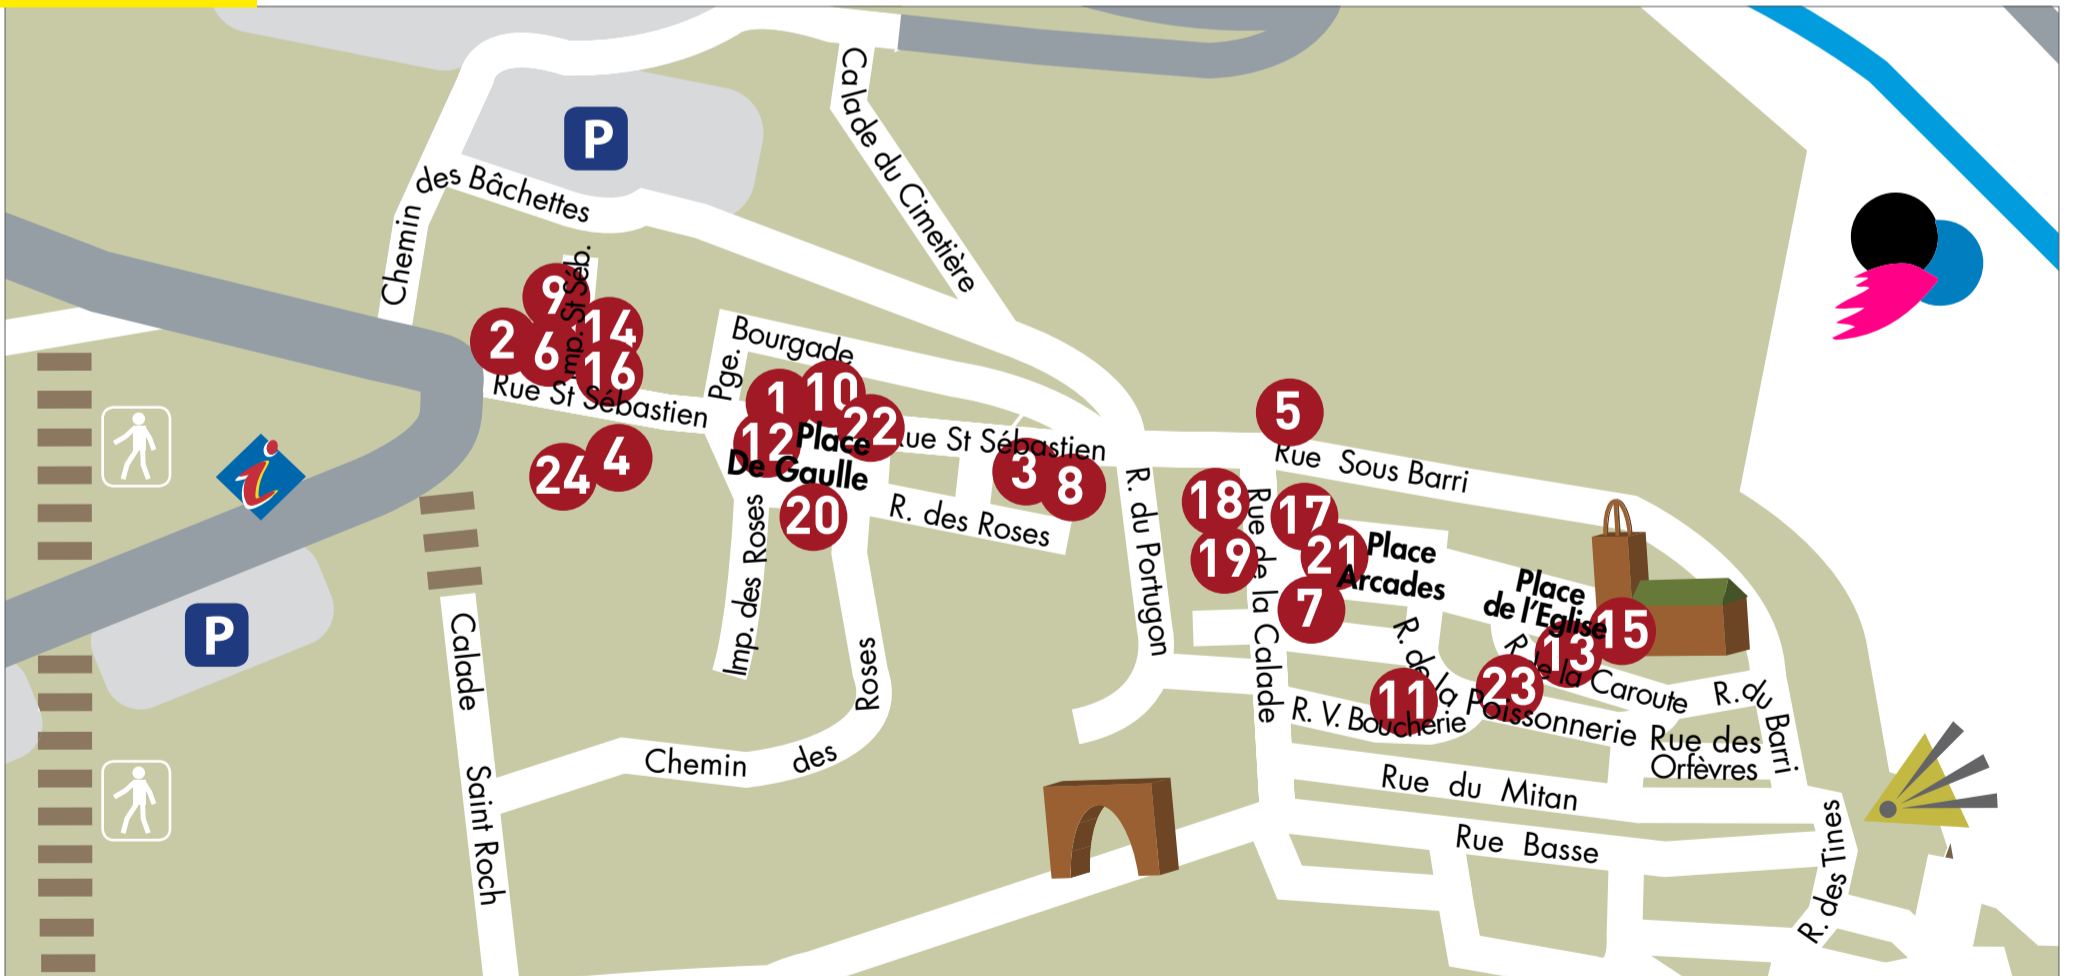 Calade du Cimetière
P
Chemin
des Bâchettes
Imp. St Séb.
9
2
6
14
16
Rue St Sébastien
Pge.
Bourgade
1
10
22
12
Place
De Gaulle
Rue St Sébastien
24
4
3
8
20
R. des Roses
Imp. des Roses
R. du Portugon
5
Rue Sous Barri
18
19
Rue de la Calade
17
21
7
Place
Arcades
Place
de l'Eglise
15
13
23
11
R. de la Caroute
R. de la Poissonnerie
R. V. Boucherie
R. du Barri
Rue des
Orfèvres
Rue du Mitan
Rue Basse
R. des Tines
i
P
Calade Saint Roch
Chemin des Roses